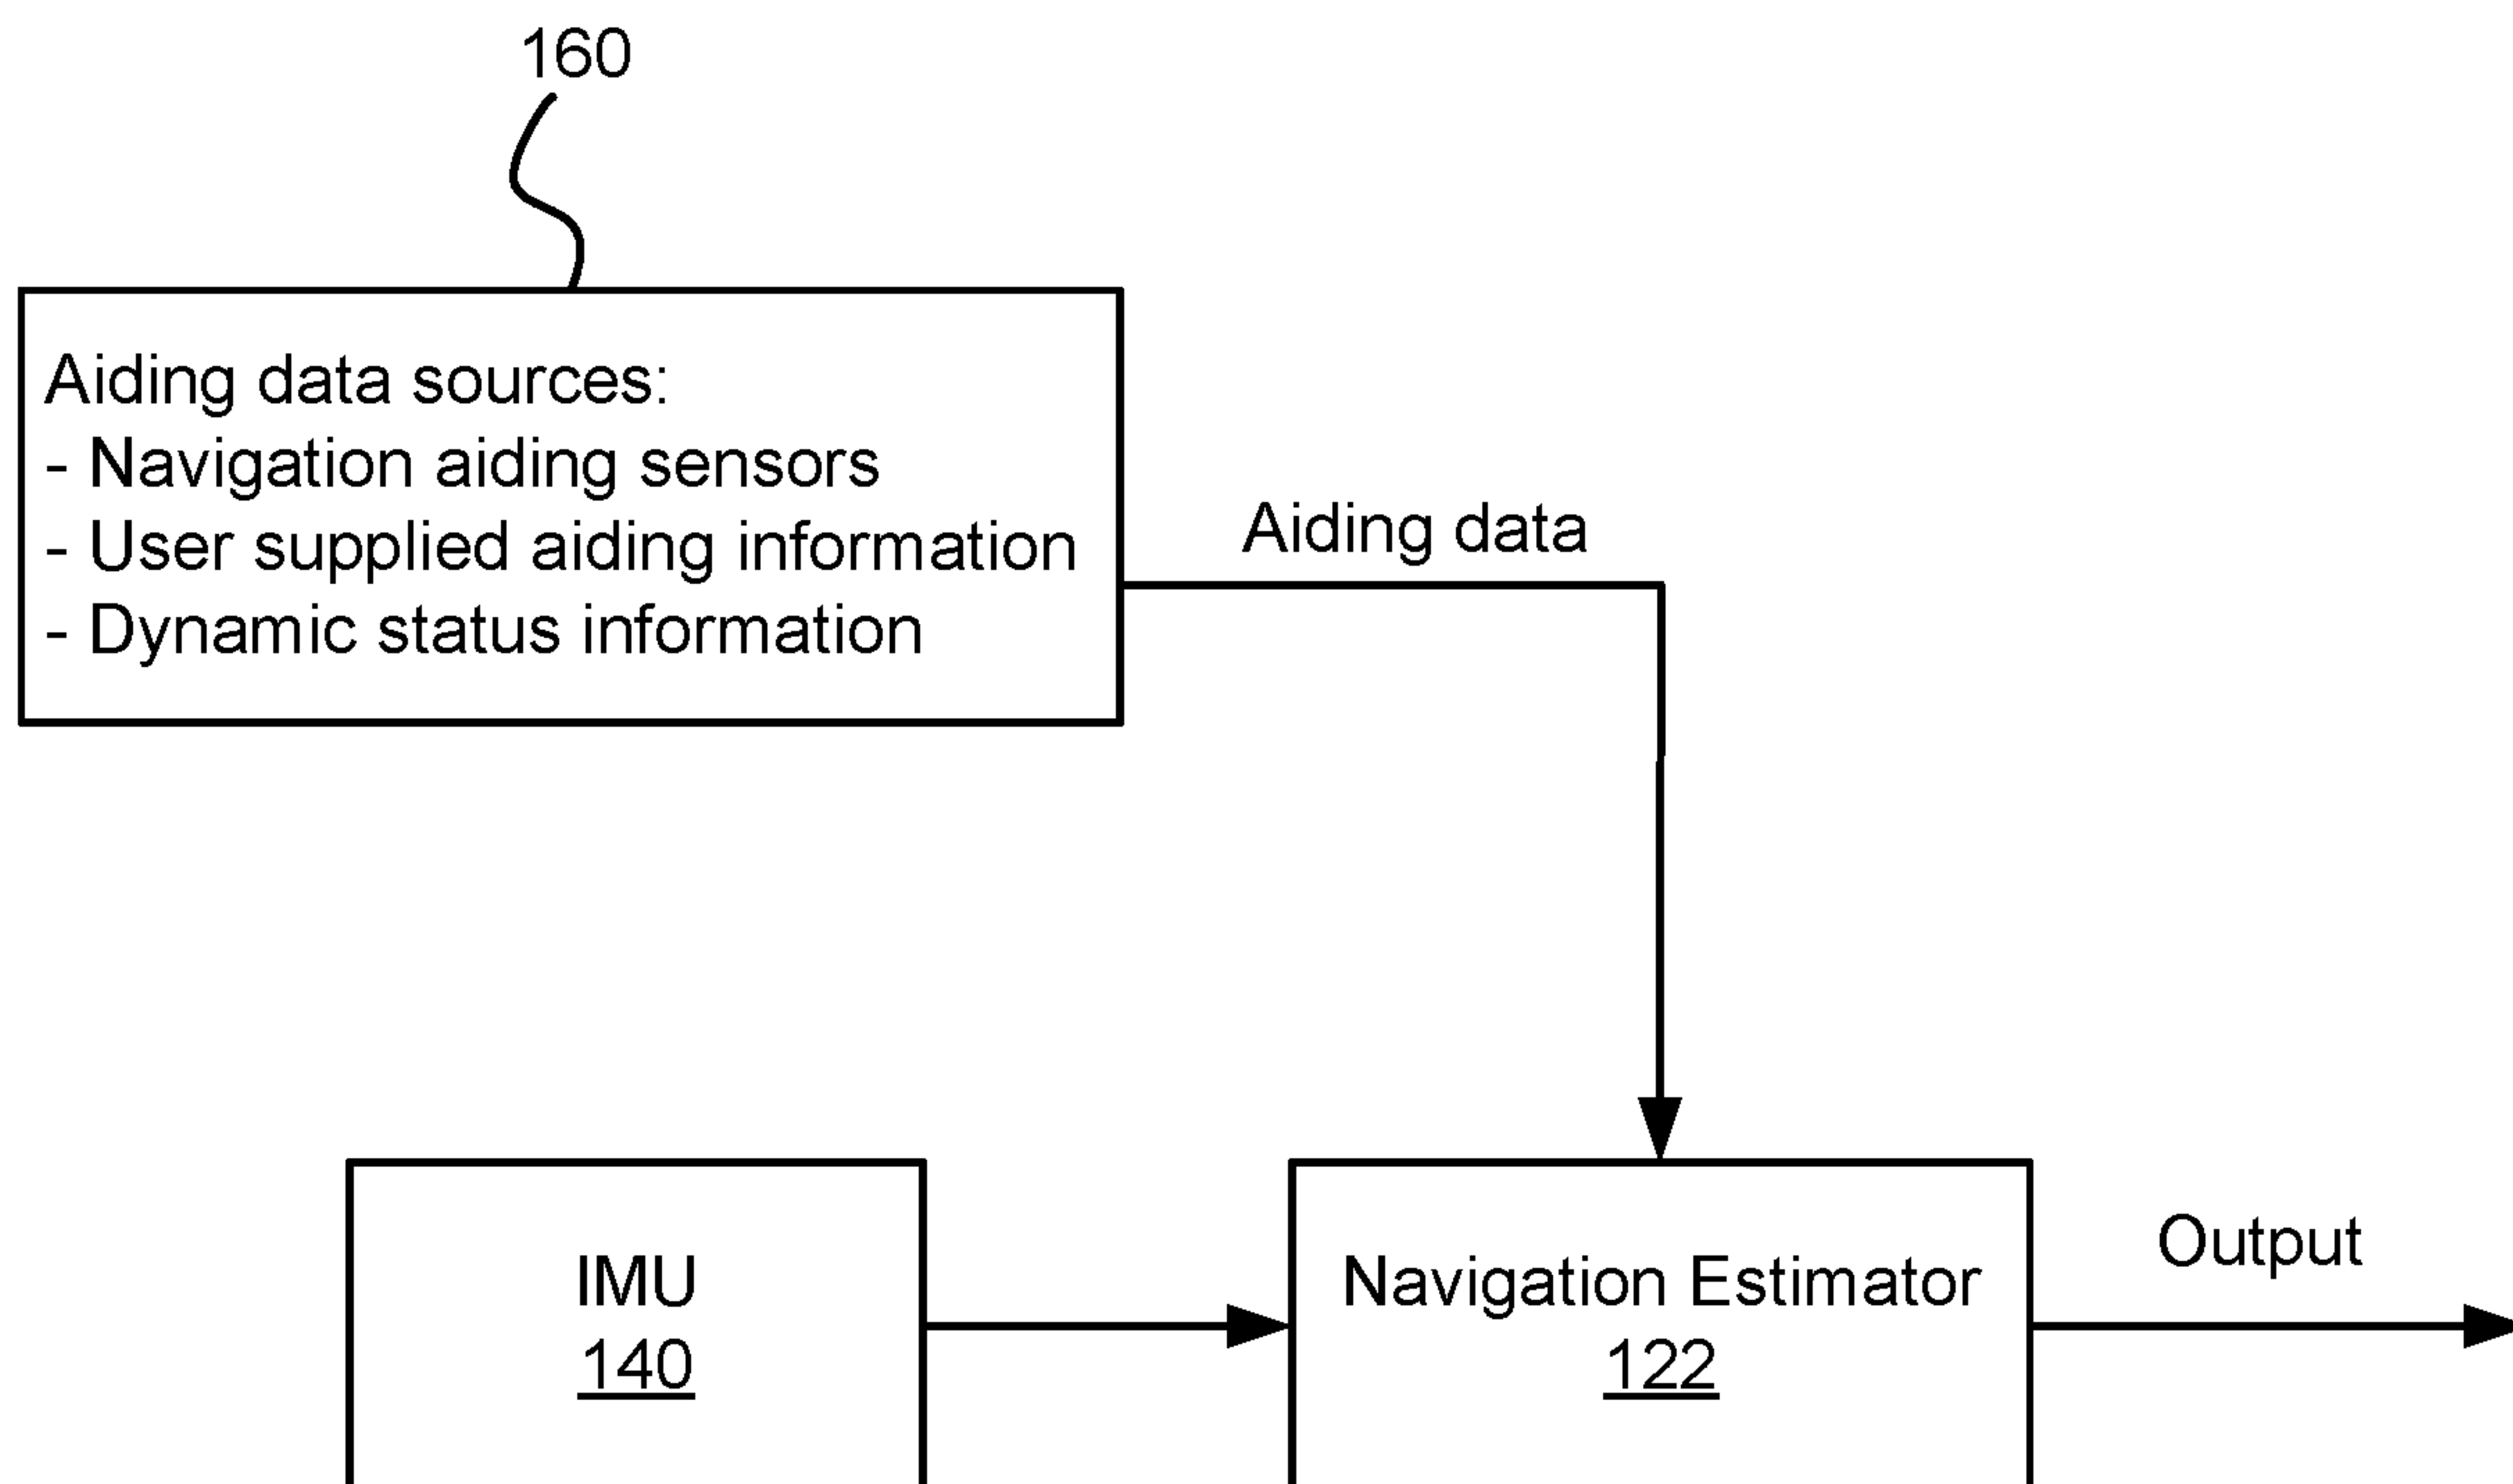 160
Aiding data sources:
- Navigation aiding sensors
- User supplied aiding information
- Dynamic status information
Aiding data
IMU
140
Navigation Estimator
122
Output